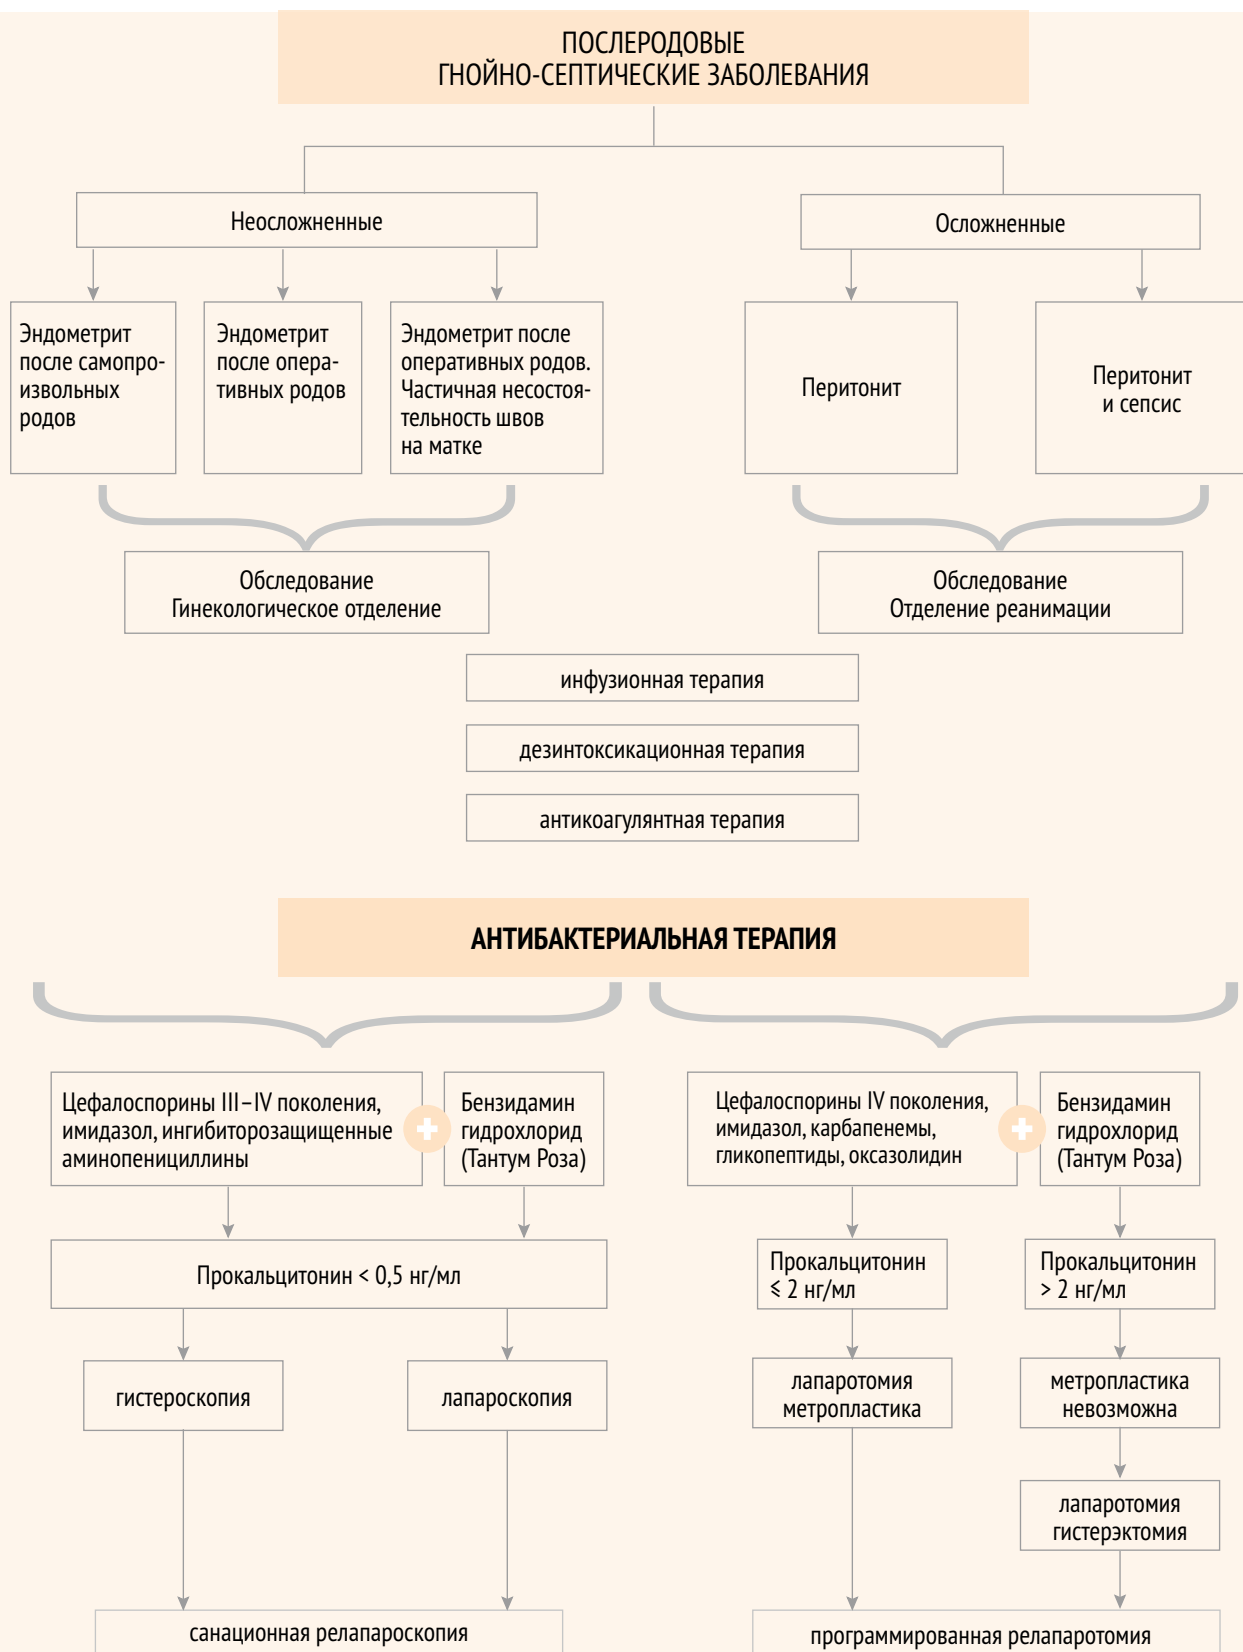 ПОСЛЕРОДОВЫЕ
ГНОЙНО-СЕПТИЧЕСКИЕ ЗАБОЛЕВАНИЯ
Неосложненные
Осложненные
Эндометрит
после самопро-
извольных
родов
Эндометрит
после опера-
тивных родов
Эндометрит после
оперативных родов.
Частичная несостоя-
тельность швов
на матке
Перитонит
Перитонит
и сепсис
Обследование
Гинекологическое отделение
Обследование
Отделение реанимации
инфузионная терапия
дезинтоксикационная терапия
антикоагулянтная терапия
АНТИБАКТЕРИАЛЬНАЯ ТЕРАПИЯ
Цефалоспорины III–IV поколения,
имидазол, ингибиторозащищенные
аминопенициллины
+
Бензидамин
гидрохлорид
(Тантум Роза)
Цефалоспорины IV поколения,
имидазол, карбапенемы,
гликопептиды, оксазолидин
+
Бензидамин
гидрохлорид
(Тантум Роза)
Прокальцитонин < 0,5 нг/мл
Прокальцитонин
⩽ 2 нг/мл
Прокальцитонин
> 2 нг/мл
гистероскопия
лапароскопия
лапаротомия
метропластика
метропластика
невозможна
лапаротомия
гистерэктомия
санационная релапароскопия
программированная релапаротомия